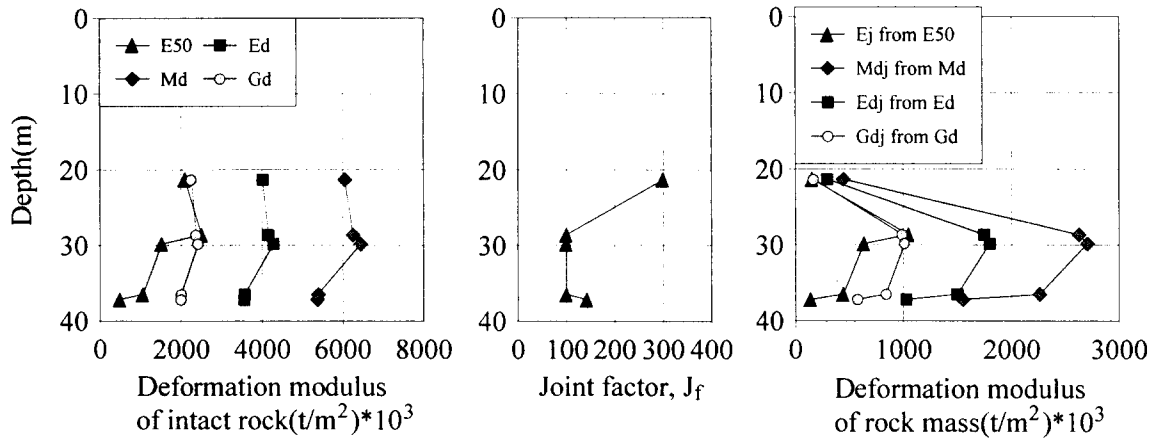 E50 Ed
Md Gd
Depth(m)
0
10
20
30
40
0 2000 4000 6000 8000
Deformation modulus
of intact rock(t/m²)*10³
0
10
20
30
40
0 100 200 300 400
Joint factor, J_f
Ej from E50
Mdj from Md
Edj from Ed
Gdj from Gd
0
10
20
30
40
0 1000 2000 3000
Deformation modulus
of rock mass(t/m²)*10³